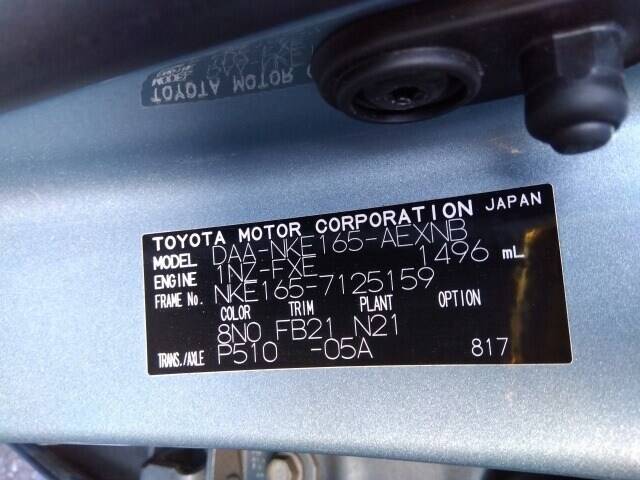 TOYOTA MOTOR
TOYOTA MOTOR CORPORATION JAPAN
MODEL DAA-NKE165-AEXNB
ENGINE 1NZ-FXE 1496 mL
FRAME No. NKE165-7125159
COLOR TRIM PLANT OPTION
8N0 FB21 N21
TRANS./AXLE P510 -05A 817